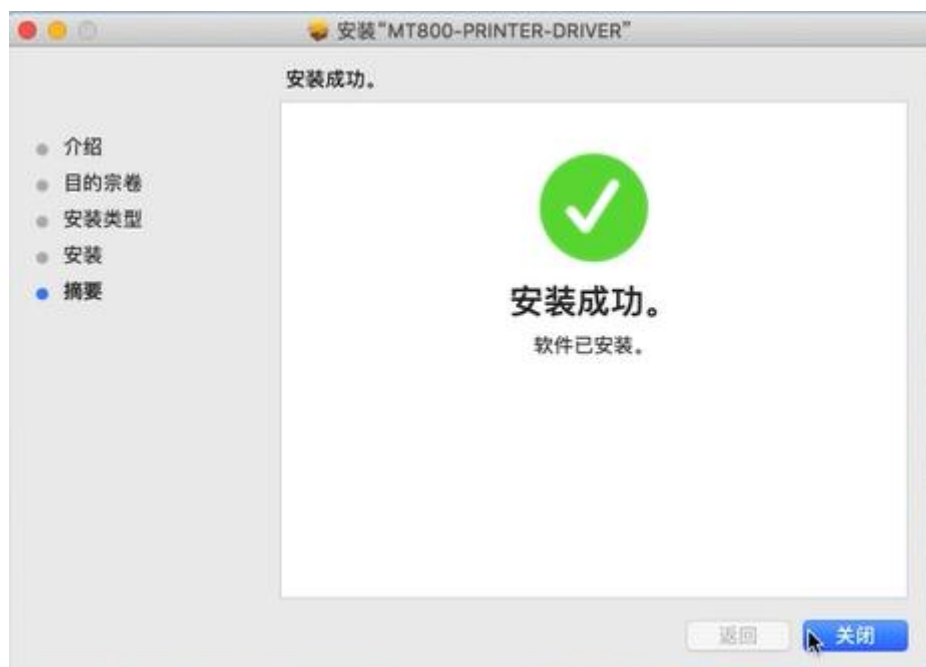 安装“MT800-PRINTER-DRIVER”
安装成功。
介绍
目的宗卷
安装类型
安装
摘要
安装成功。
软件已安装。
返回
关闭